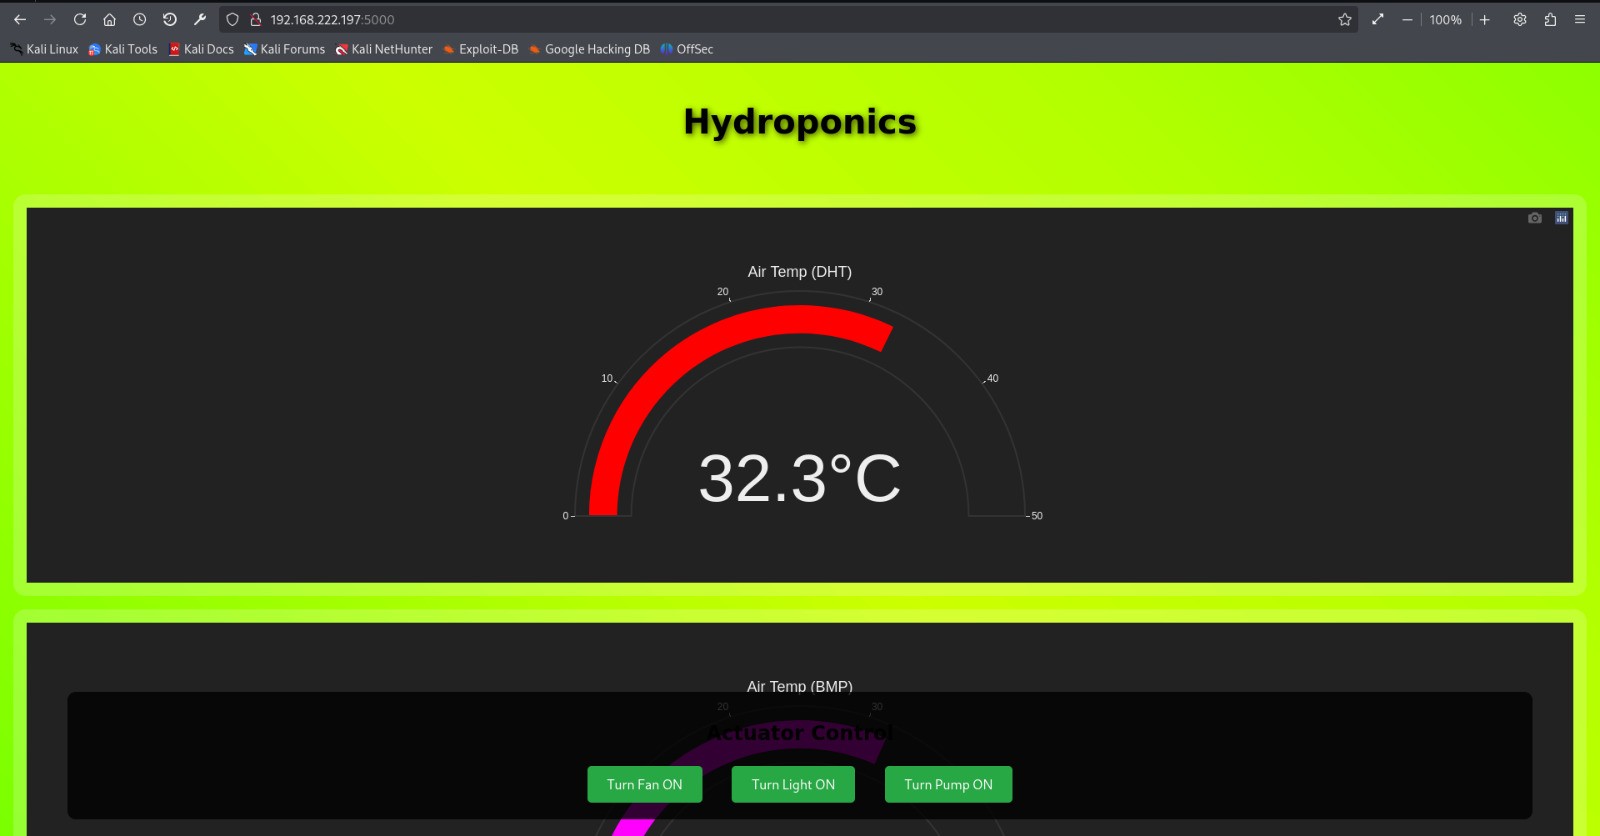 192.168.222.197:5000
100%
Kali Linux Kali Tools Kali Docs Kali Forums Kali NetHunter Exploit-DB Google Hacking DB OffSec
Hydroponics
Air Temp (DHT)
20 30
10 40
32.3°C
0 50
Air Temp (BMP)
20 30
Actuator Control
Turn Fan ON Turn Light ON Turn Pump ON